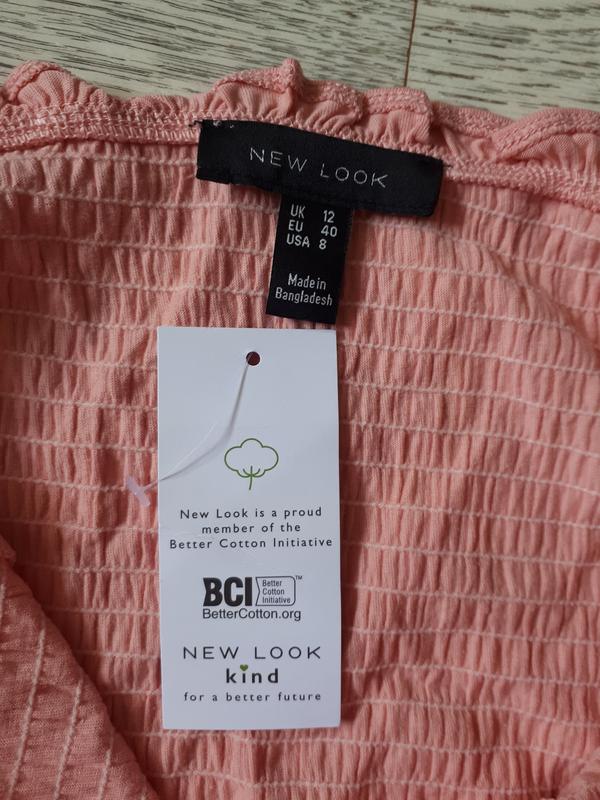 NEW LOOK
UK 12
EU 40
USA 8
Made in
Bangladesh
New Look is a proud
member of the
Better Cotton Initiative
BCI Better Cotton Initiative™
BetterCotton.org
NEW LOOK
kind
for a better future